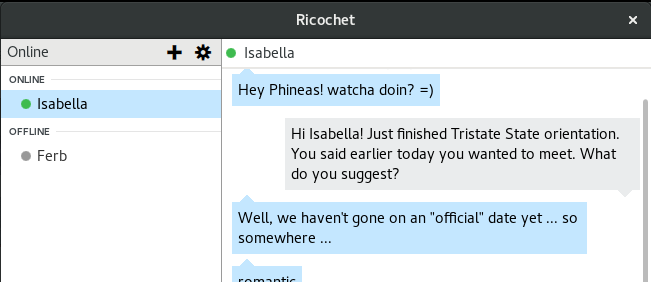 Ricochet
Online
Isabella
ONLINE
Isabella
OFFLINE
Ferb
Hey Phineas! watcha doin? =)
Hi Isabella! Just finished Tristate State orientation.
You said earlier today you wanted to meet. What
do you suggest?
Well, we haven't gone on an "official" date yet ... so
somewhere ...
romantic